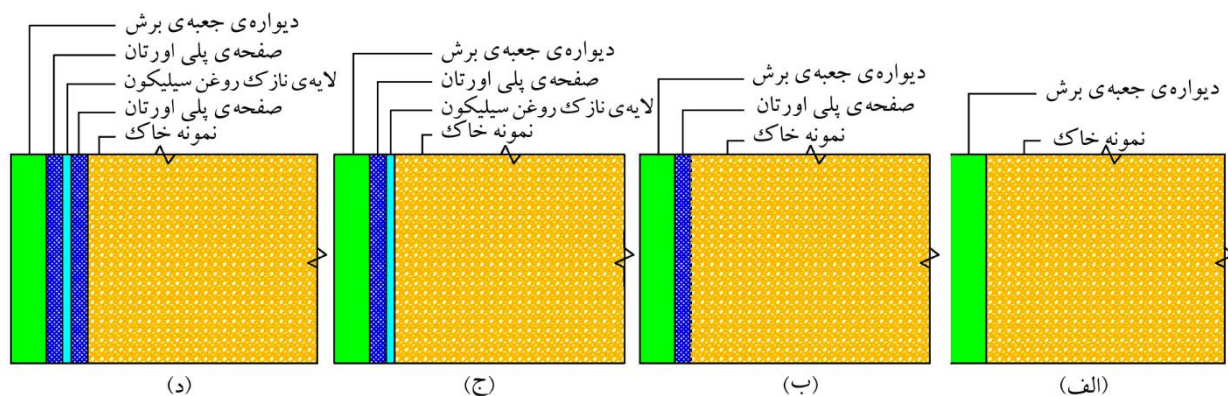 دیواره‌ی جعبه‌ی برش
صفحه‌ی پلی اورتان
لایه‌ی نازک روغن سیلیکون
صفحه‌ی پلی اورتان
نمونه خاک
(د)
دیواره‌ی جعبه‌ی برش
صفحه‌ی پلی اورتان
لایه‌ی نازک روغن سیلیکون
نمونه خاک
(ج)
دیواره‌ی جعبه‌ی برش
صفحه‌ی پلی اورتان
نمونه خاک
(ب)
دیواره‌ی جعبه‌ی برش
نمونه خاک
(الف)